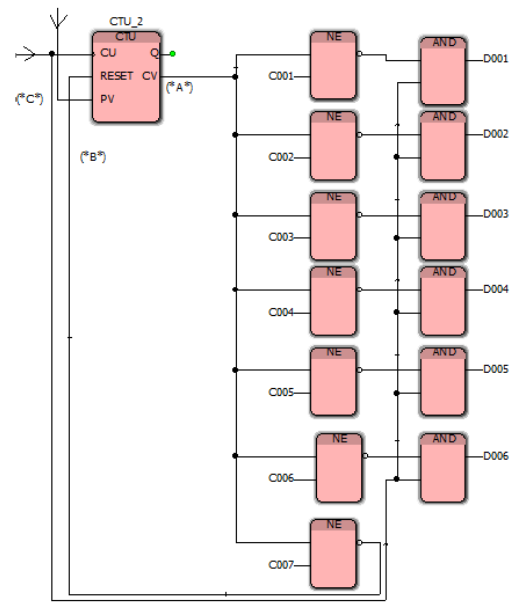 CTU_2
CTU
CU Q
RESET CV
PV
(*A*)
(*C*)
(*B*)
NE
C001
AND
D001
NE
C002
AND
D002
NE
C003
AND
D003
NE
C004
AND
D004
NE
C005
AND
D005
NE
C006
AND
D006
NE
C007